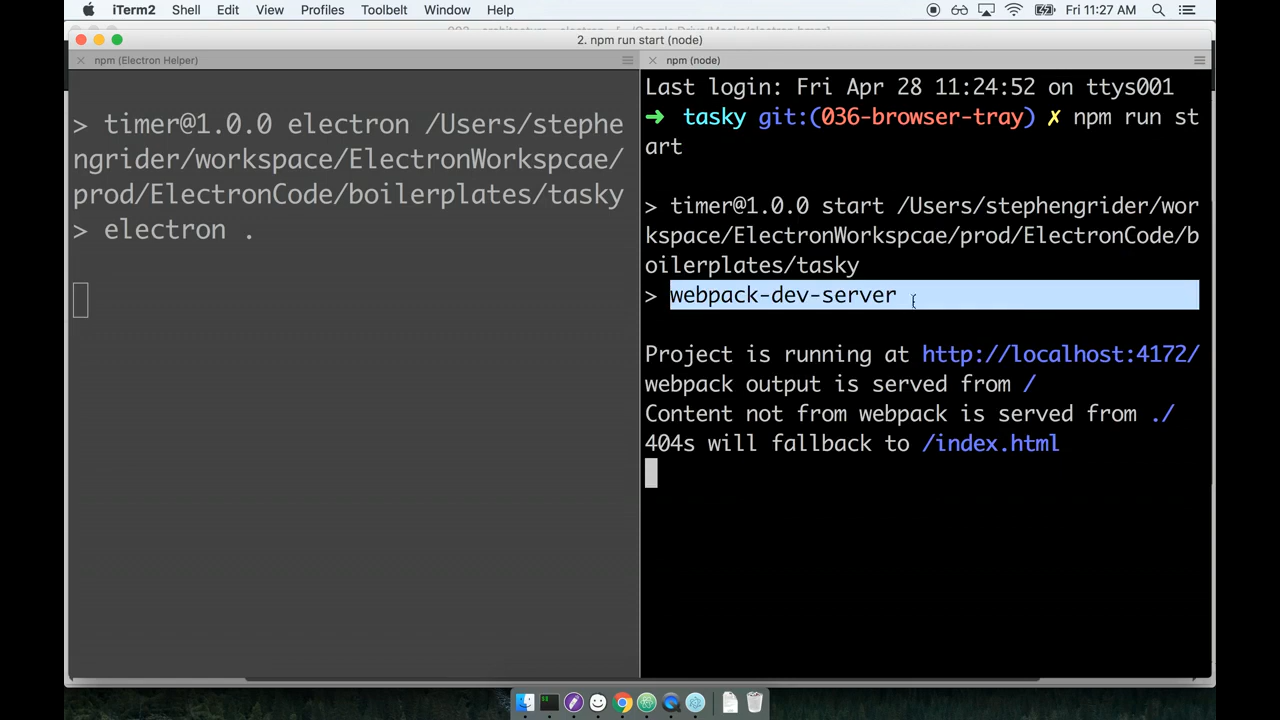 iTerm2 Shell Edit View Profiles Toolbelt Window Help Fri 11:27 AM
2. npm run start (node)
npm (Electron Helper)
> timer@1.0.0 electron /Users/stephe
ngrider/workspace/ElectronWorkspcae/
prod/ElectronCode/boilerplates/tasky
> electron .
npm (node)
Last login: Fri Apr 28 11:24:52 on ttys001
➜ tasky git:(036-browser-tray) ✗ npm run st
art
> timer@1.0.0 start /Users/stephengrider/wor
kspace/ElectronWorkspcae/prod/ElectronCode/b
oilerplates/tasky
> webpack-dev-server
Project is running at http://localhost:4172/
webpack output is served from /
Content not from webpack is served from ./
404s will fallback to /index.html